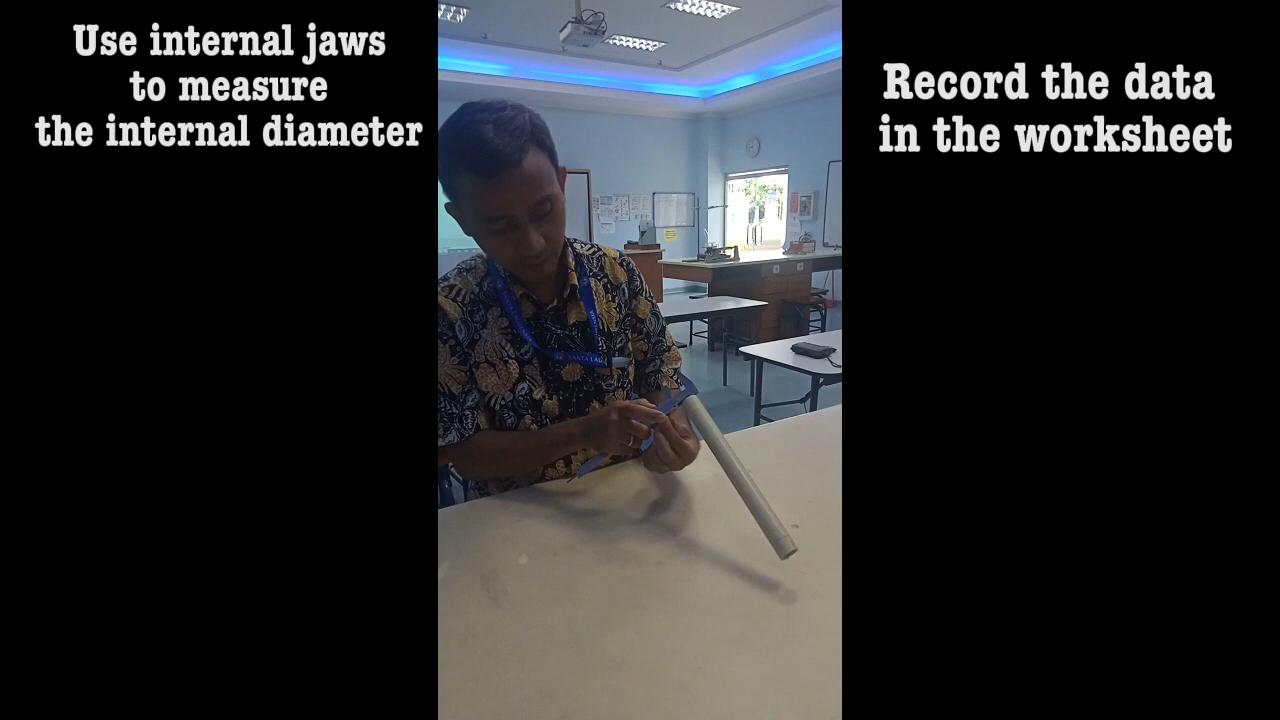 Use internal jaws
to measure
the internal diameter
Record the data
in the worksheet